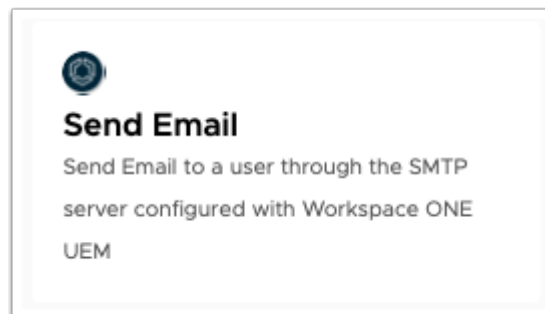 Send Email
Send Email to a user through the SMTP
server configured with Workspace ONE
UEM